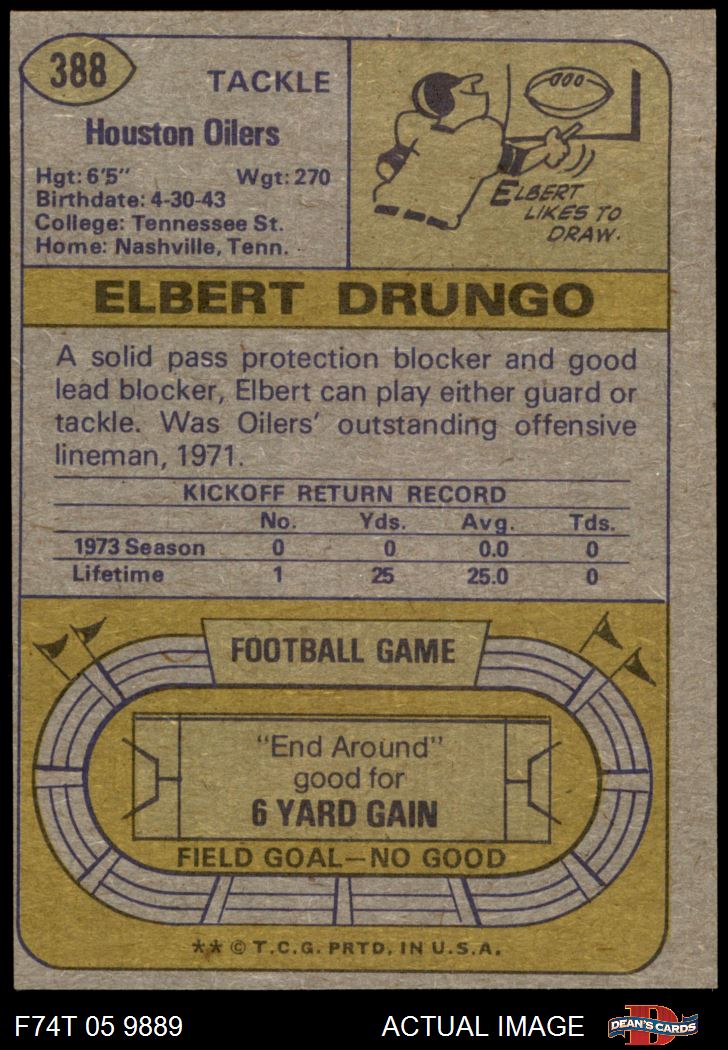 388
TACKLE
Houston Oilers
Hgt: 6'5" Wgt: 270
Birthdate: 4-30-43
College: Tennessee St.
Home: Nashville, Tenn.
ELBERT
LIKES TO
DRAW.
ELBERT DRUNGO
A solid pass protection blocker and good
lead blocker, Elbert can play either guard or
tackle. Was Oilers' outstanding offensive
lineman, 1971.
KICKOFF RETURN RECORD
No. Yds. Avg. Tds.
1973 Season 0 0 0.0 0
Lifetime 1 25 25.0 0
FOOTBALL GAME
"End Around"
good for
6 YARD GAIN
FIELD GOAL—NO GOOD
** © T.C.G. PRTD. IN U.S.A.
F74T 05 9889 ACTUAL IMAGE
D
DEAN'S CARDS